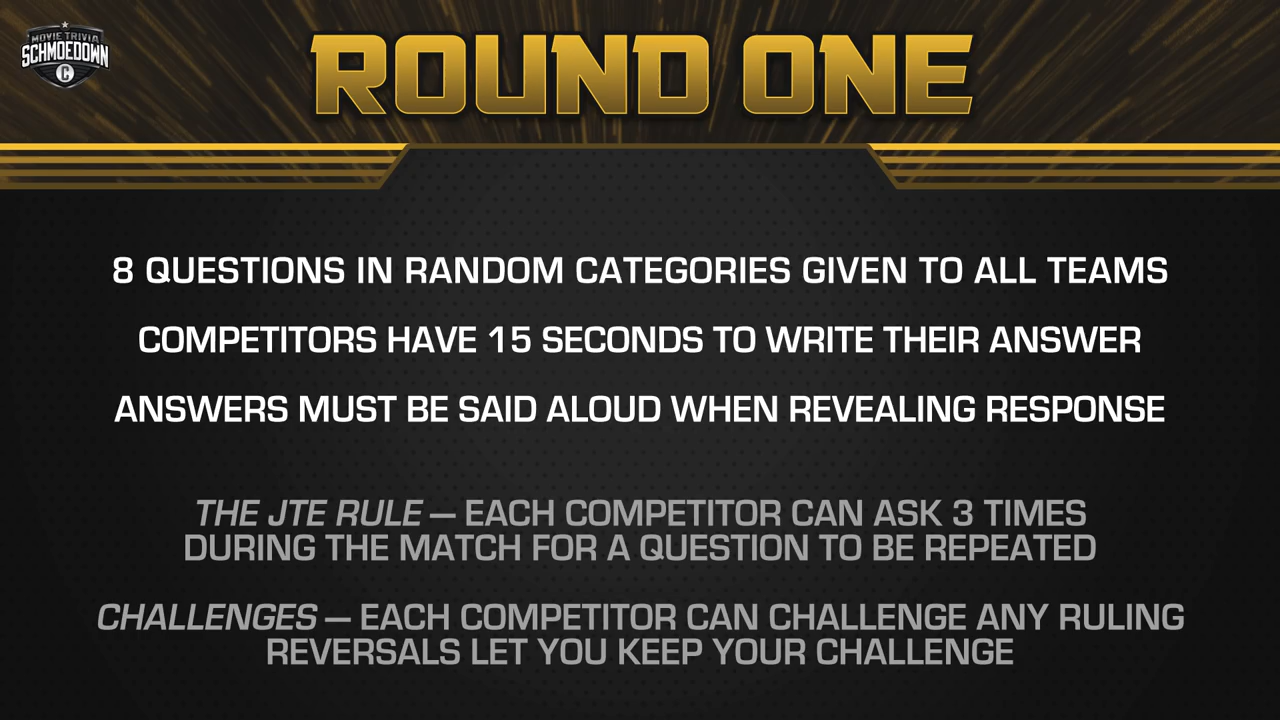 MOVIE TRIVIA
SCHMOEDOWN
C
ROUND ONE
8 QUESTIONS IN RANDOM CATEGORIES GIVEN TO ALL TEAMS
COMPETITORS HAVE 15 SECONDS TO WRITE THEIR ANSWER
ANSWERS MUST BE SAID ALOUD WHEN REVEALING RESPONSE
THE JTE RULE – EACH COMPETITOR CAN ASK 3 TIMES
DURING THE MATCH FOR A QUESTION TO BE REPEATED
CHALLENGES – EACH COMPETITOR CAN CHALLENGE ANY RULING
REVERSALS LET YOU KEEP YOUR CHALLENGE